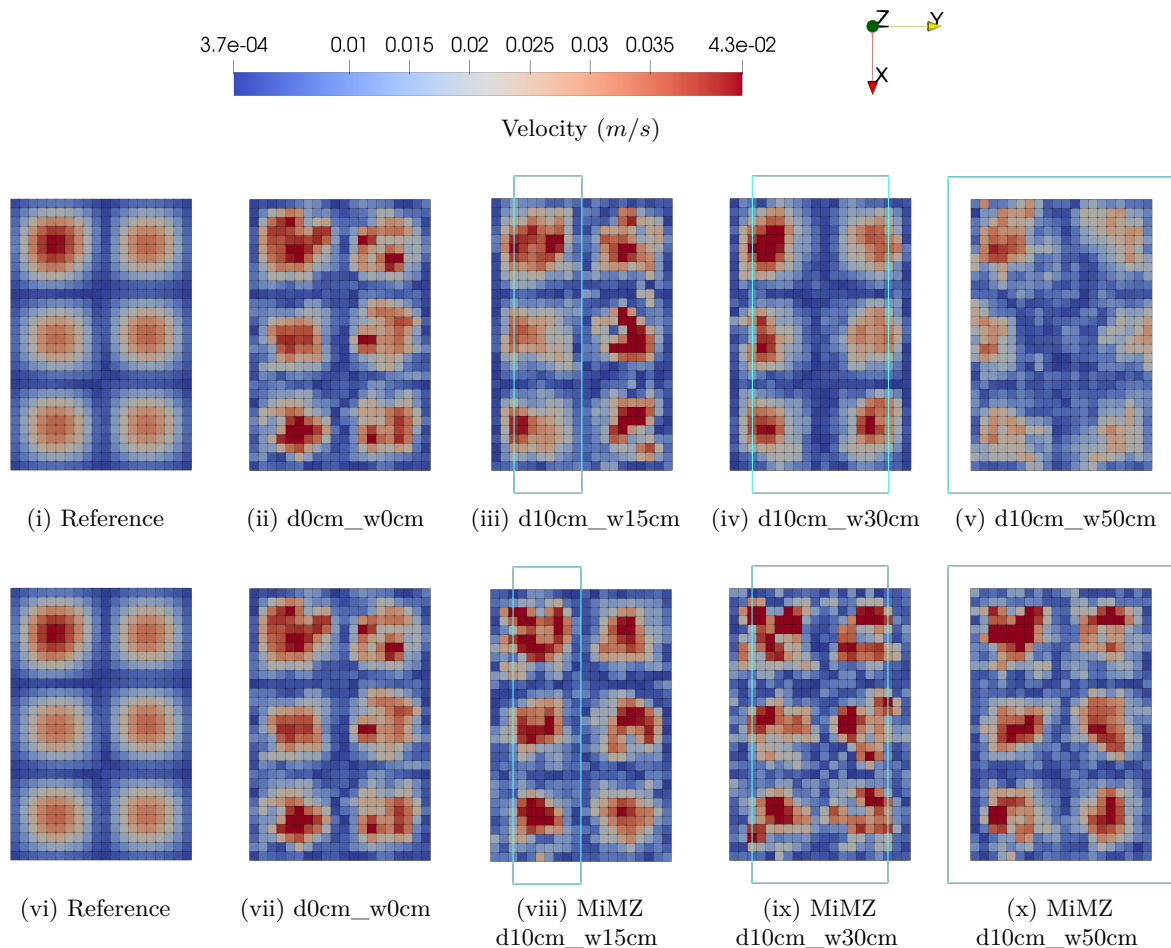 3.7e-04 0.01 0.015 0.02 0.025 0.03 0.035 4.3e-02
Velocity (m/s)
Z Y
X
(i) Reference (ii) d0cm_w0cm (iii) d10cm_w15cm (iv) d10cm_w30cm (v) d10cm_w50cm
(vi) Reference (vii) d0cm_w0cm (viii) MiMZ (ix) MiMZ (x) MiMZ
d10cm_w15cm d10cm_w30cm d10cm_w50cm